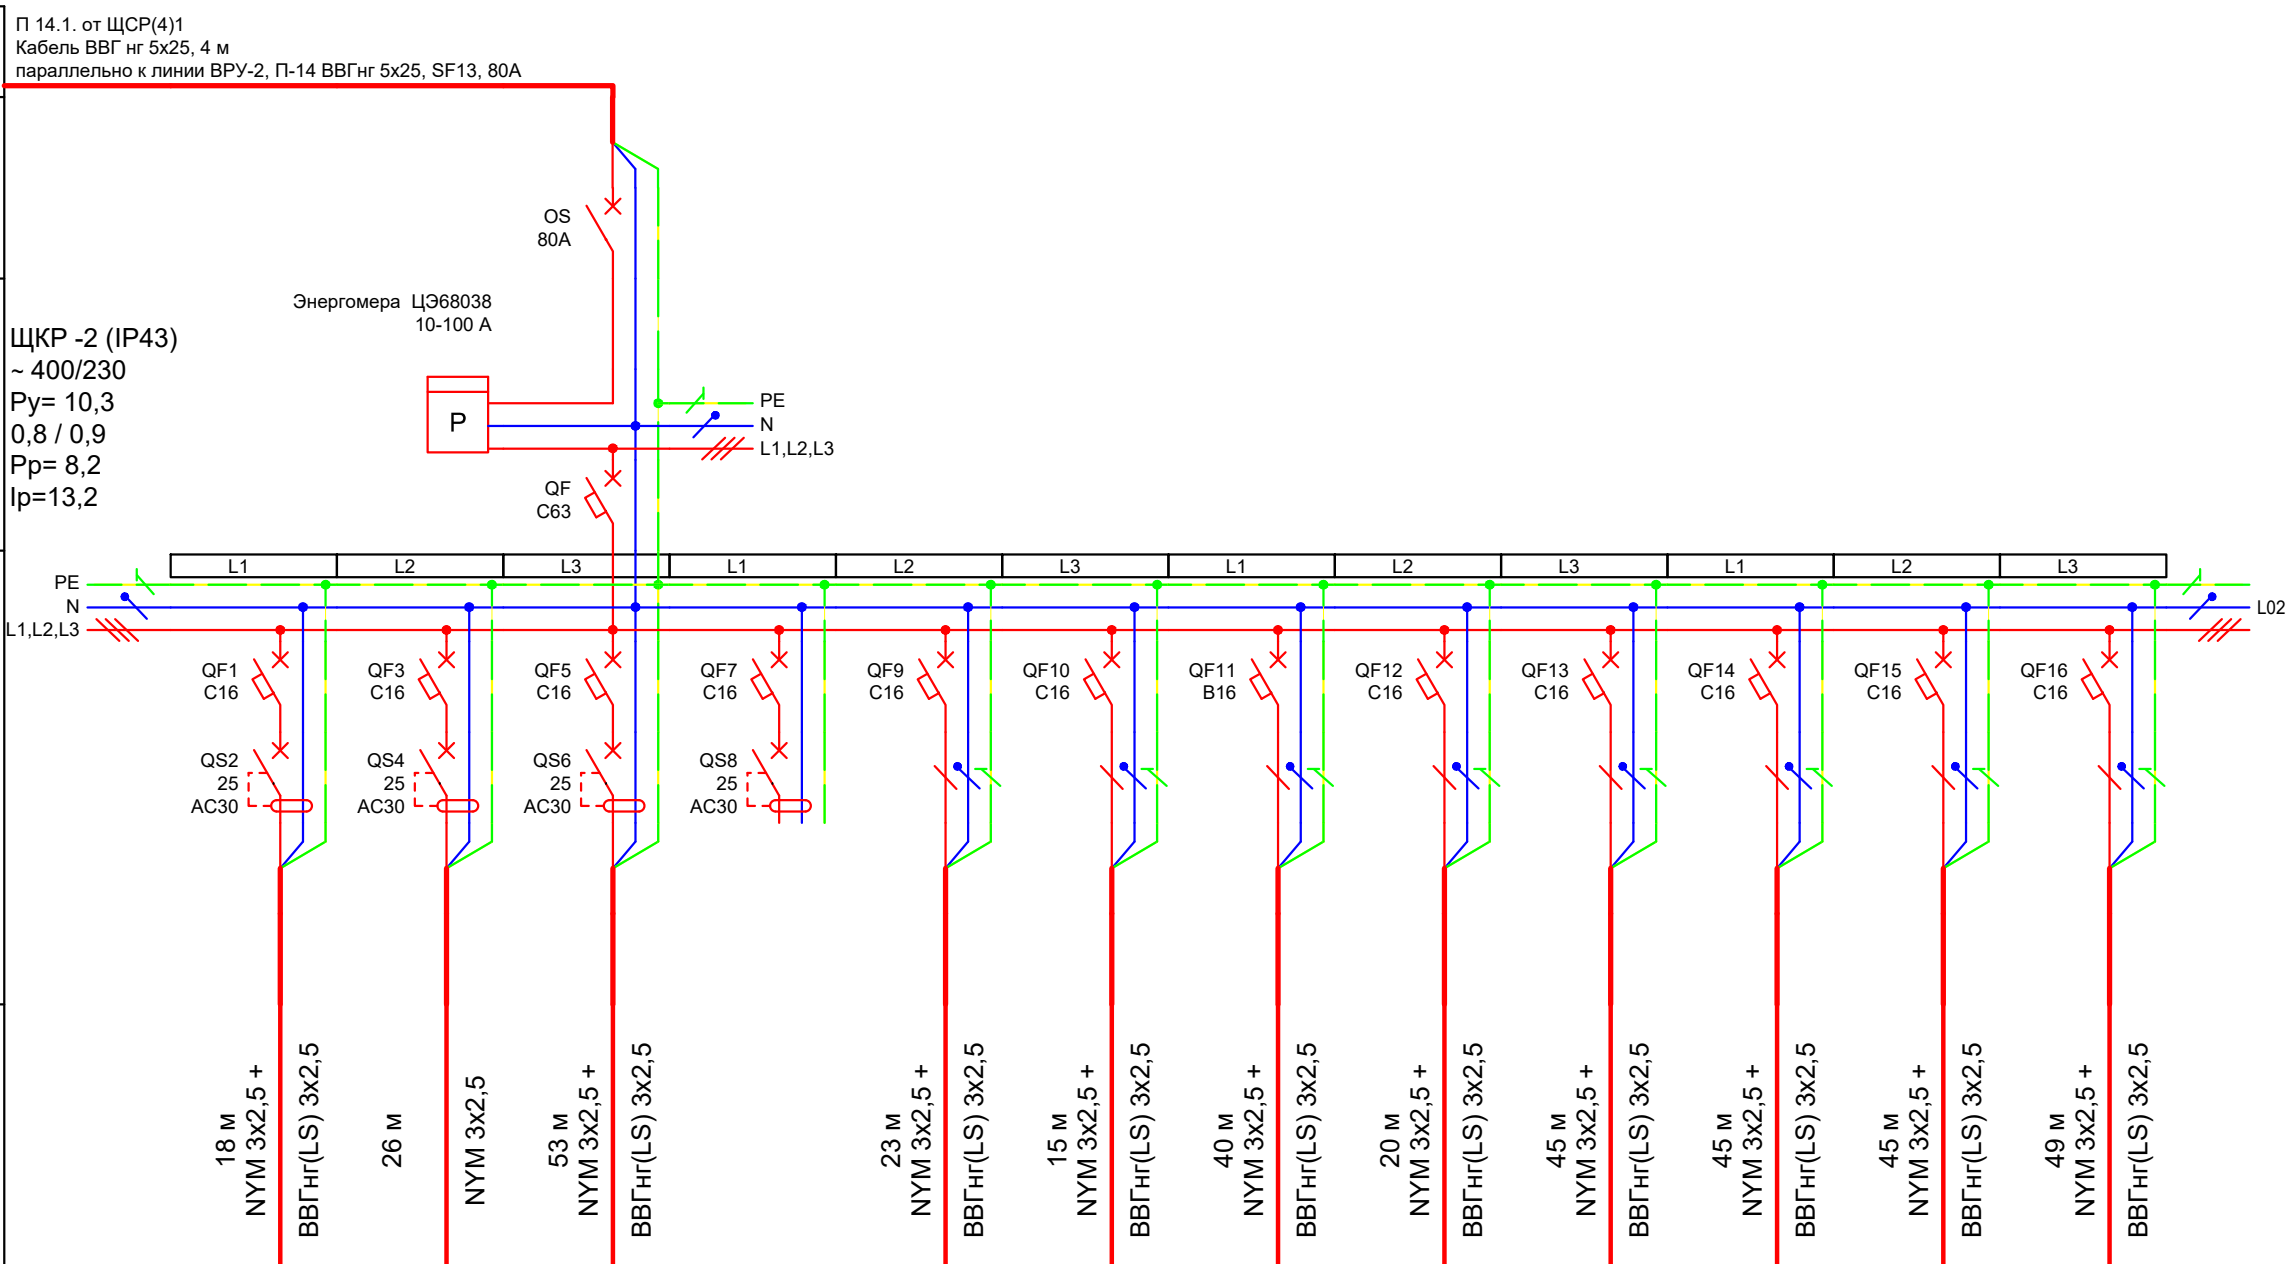 П 14.1. от ЩСР(4)1
Кабель ВВГ нг 5х25, 4 м
параллельно к линии ВРУ-2, П-14 ВВГнг 5х25, SF13, 80А
OS
80A
Энергомера ЦЭ68038
10-100 А
ЩКР -2 (IP43)
~ 400/230
Ру= 10,3
0,8 / 0,9
Рр= 8,2
Iр=13,2
P
PE
N
L1,L2,L3
QF
C63
L1 L2 L3 L1 L2 L3 L1 L2 L3 L1 L2 L3
PE
N
L02
L1,L2,L3
QF1 QF3 QF5 QF7 QF9 QF10 QF11 QF12 QF13 QF14 QF15 QF16
C16 C16 C16 C16 C16 C16 B16 C16 C16 C16 C16 C16
QS2 QS4 QS6 QS8
25 25 25 25
AC30 AC30 AC30 AC30
18 м
NYM 3х2,5 +
ВВГнг(LS) 3х2,5
26 м
NYM 3х2,5
53 м
NYM 3х2,5 +
ВВГнг(LS) 3х2,5
23 м
NYM 3х2,5 +
ВВГнг(LS) 3х2,5
15 м
NYM 3х2,5 +
ВВГнг(LS) 3х2,5
40 м
NYM 3х2,5 +
ВВГнг(LS) 3х2,5
20 м
NYM 3х2,5 +
ВВГнг(LS) 3х2,5
45 м
NYM 3х2,5 +
ВВГнг(LS) 3х2,5
45 м
NYM 3х2,5 +
ВВГнг(LS) 3х2,5
45 м
NYM 3х2,5 +
ВВГнг(LS) 3х2,5
49 м
NYM 3х2,5 +
ВВГнг(LS) 3х2,5